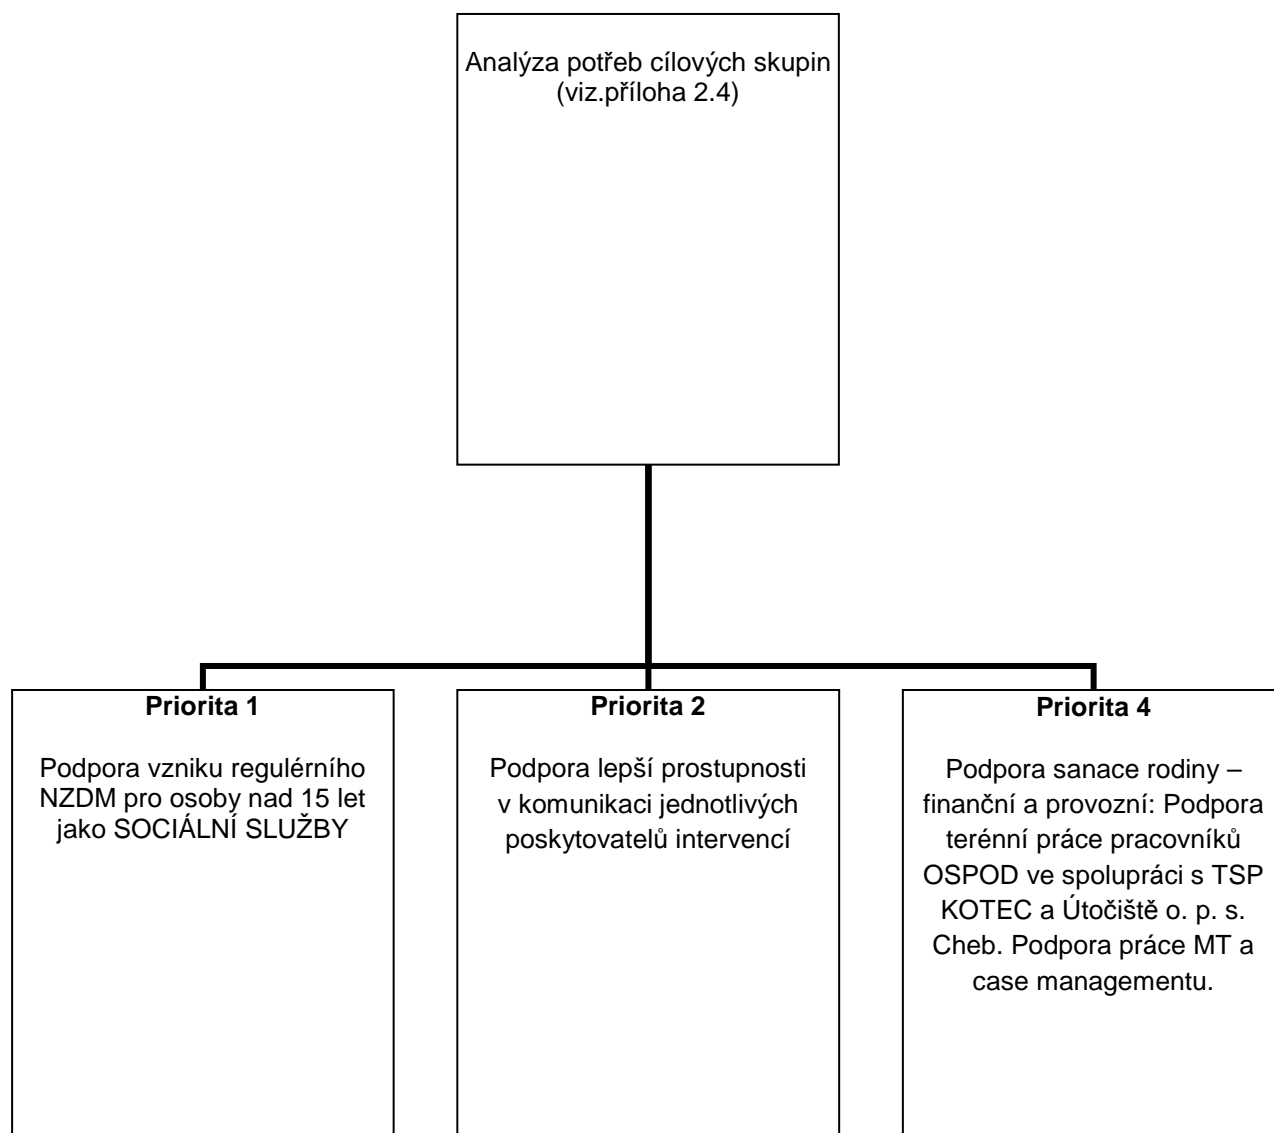 Analýza potřeb cílových skupin
(viz.příloha 2.4)
Priorita 1
Podpora vzniku regulérního
NZDM pro osoby nad 15 let
jako SOCIÁLNÍ SLUŽBY
Priorita 2
Podpora lepší prostupnosti
v komunikaci jednotlivých
poskytovatelů intervencí
Priorita 4
Podpora sanace rodiny –
finanční a provozní: Podpora
terénní práce pracovníků
OSPOD ve spolupráci s TSP
KOTEC a Útočiště o. p. s.
Cheb. Podpora práce MT a
case managementu.